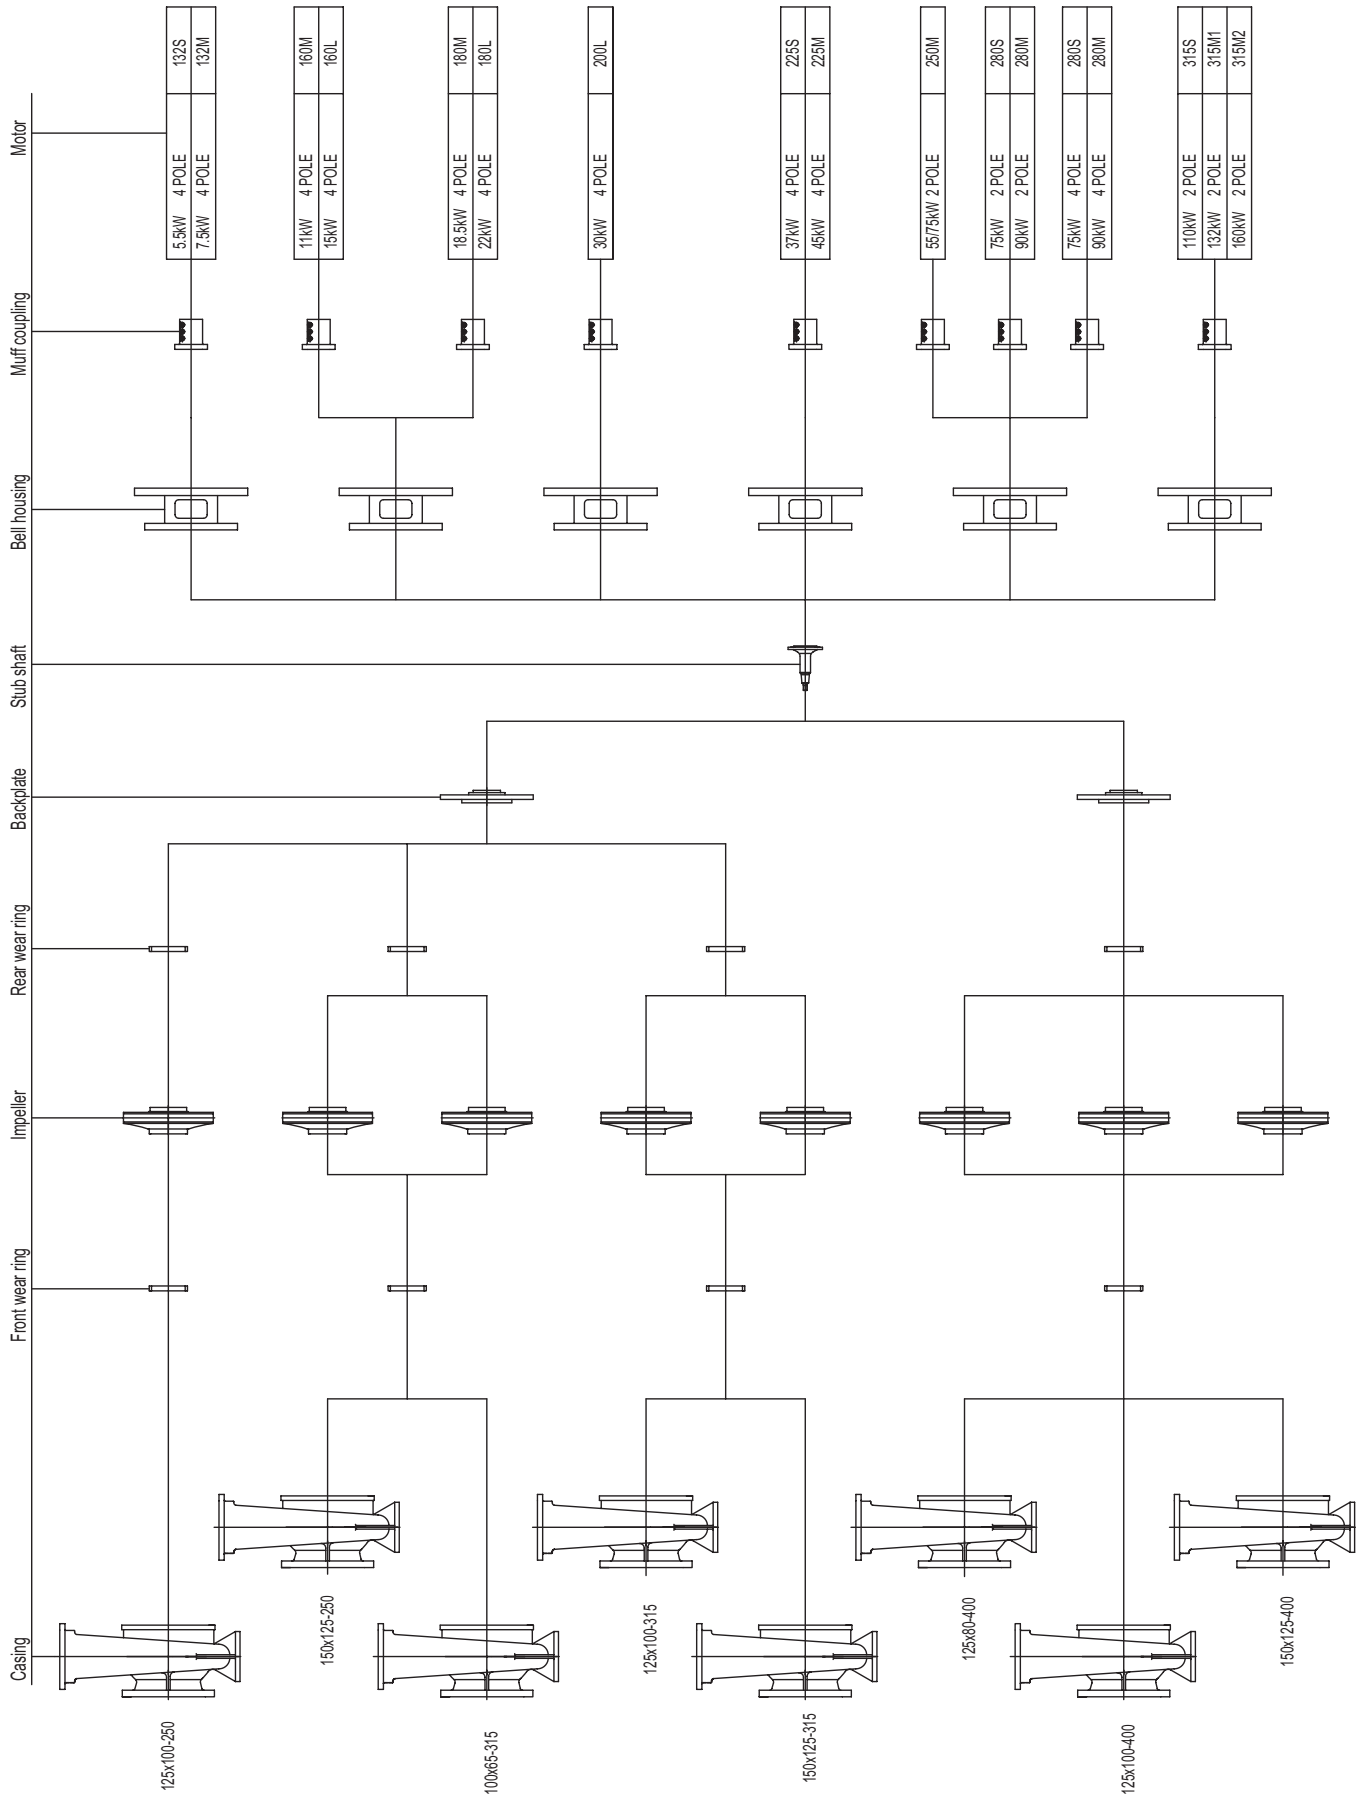 Casing
Front wear ring
Impeller
Rear wear ring
Backplate
Stub shaft
Bell housing
Muff coupling
Motor
125x100-250
150x125-250
100x65-315
125x100-315
150x125-315
125x80-400
125x100-400
150x125-400
5.5kW 4 POLE 132S
7.5kW 4 POLE 132M
11kW 4 POLE 160M
15kW 4 POLE 160L
18.5kW 4 POLE 180M
22kW 4 POLE 180L
30kW 4 POLE 200L
37kW 4 POLE 225S
45kW 4 POLE 225M
55/75kW 2 POLE 250M
75kW 2 POLE 280S
90kW 2 POLE 280M
75kW 4 POLE 280S
90kW 4 POLE 280M
110kW 2 POLE 315S
132kW 2 POLE 315M1
160kW 2 POLE 315M2